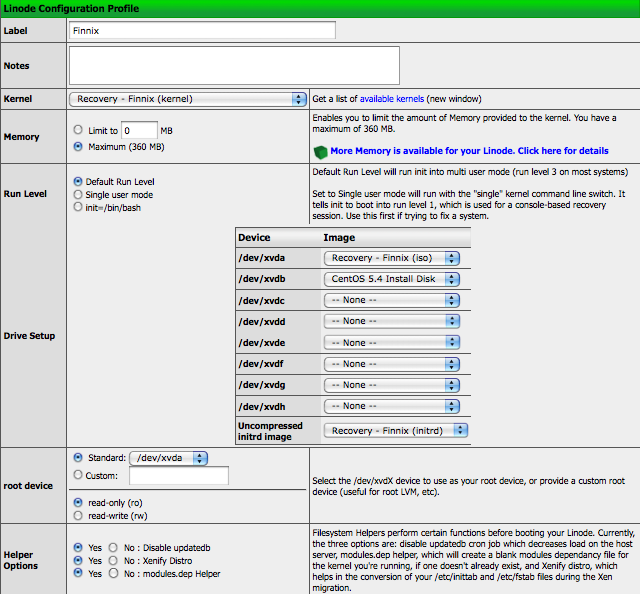 Linode Configuration Profile
Label
Finnix
Notes
Kernel
Recovery - Finnix (kernel)
Get a list of available kernels (new window)
Memory
Limit to 0 MB
Maximum (360 MB)
Enables you to limit the amount of Memory provided to the kernel. You have a
maximum of 360 MB.
More Memory is available for your Linode. Click here for details
Run Level
Default Run Level
Single user mode
init=/bin/bash
Default Run Level will run init into multi user mode (run level 3 on most systems)
Set to Single user mode will run with the "single" kernel command line switch. It
tells init to boot into run level 1, which is used for a console-based recovery
session. Use this first if trying to fix a system.
Drive Setup
Device Image
/dev/xvda Recovery - Finnix (iso)
/dev/xvdb CentOS 5.4 Install Disk
/dev/xvdc -- None --
/dev/xvdd -- None --
/dev/xvde -- None --
/dev/xvdf -- None --
/dev/xvdg -- None --
/dev/xvdh -- None --
Uncompressed
initrd image
Recovery - Finnix (initrd)
root device
Standard: /dev/xvda
Custom:
read-only (ro)
read-write (rw)
Select the /dev/xvdX device to use as your root device, or provide a custom root
device (useful for root LVM, etc).
Helper
Options
Yes No : Disable updatedb
Yes No : Xenify Distro
Yes No : modules.dep Helper
Filesystem Helpers perform certain functions before booting your Linode. Currently,
the three options are: disable updatedb cron job which decreases load on the host
server, modules.dep helper, which will create a blank modules dependancy file for
the kernel you're running, if one doesn't already exist, and Xenify distro, which
helps in the conversion of your /etc/inittab and /etc/fstab files during the Xen
migration.